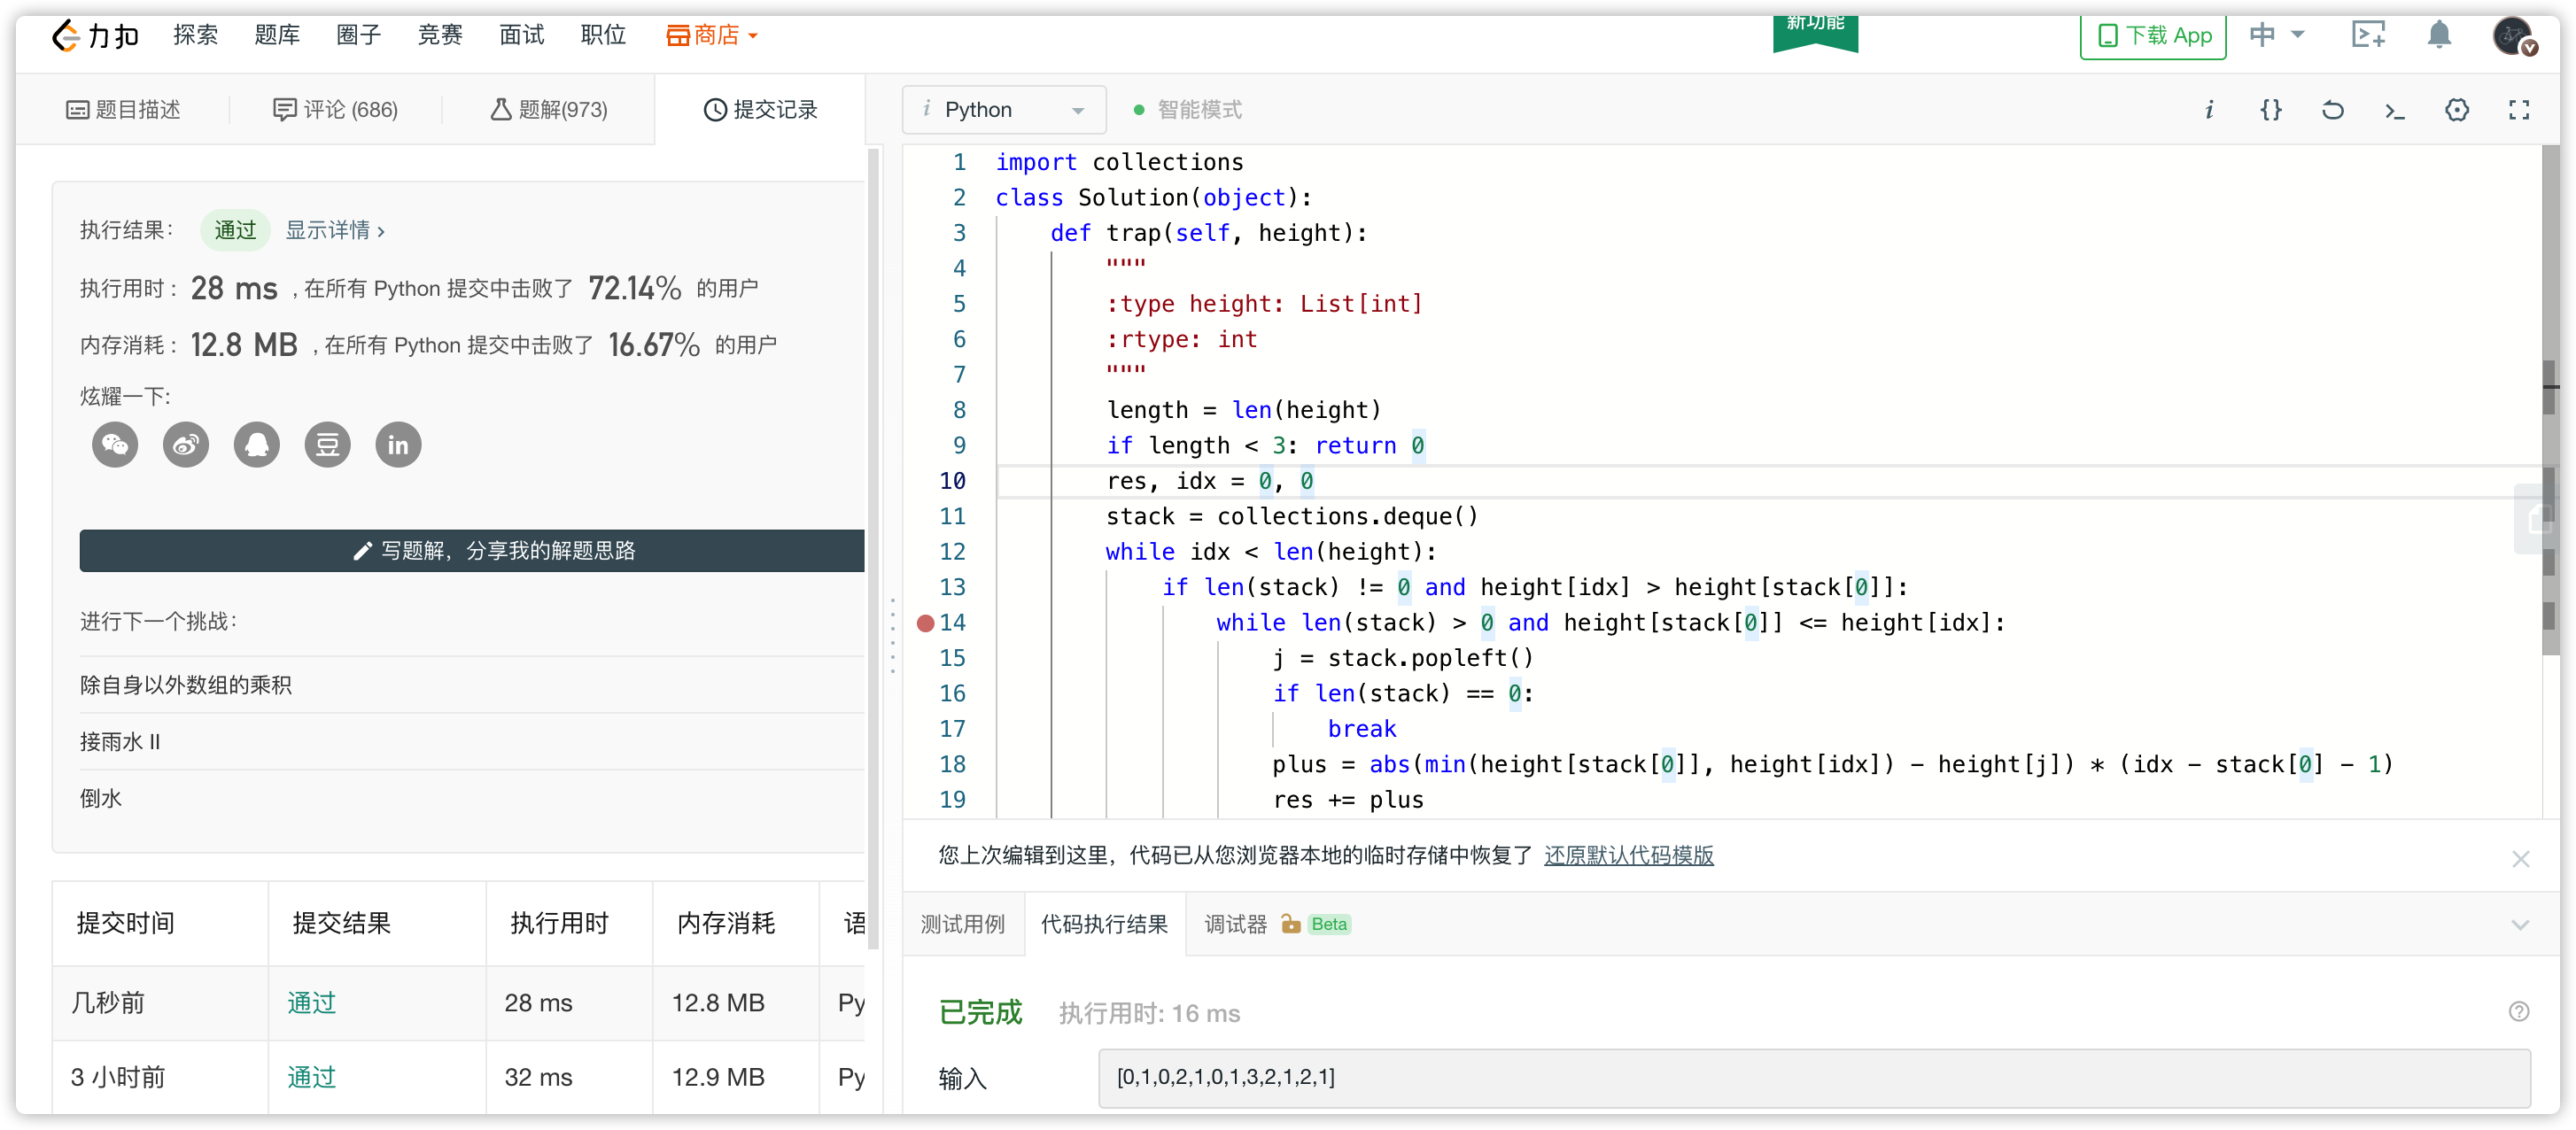 力扣 探索 题库 圈子 竞赛 面试 职位 商店 新功能 下载 App 中
题目描述 评论 (686) 题解(973) 提交记录
执行结果： 通过 显示详情 ›
执行用时： 28 ms , 在所有 Python 提交中击败了 72.14% 的用户
内存消耗： 12.8 MB , 在所有 Python 提交中击败了 16.67% 的用户
炫耀一下:
豆 in
写题解，分享我的解题思路
进行下一个挑战：
除自身以外数组的乘积
接雨水 II
倒水
提交时间 提交结果 执行用时 内存消耗 语
几秒前 通过 28 ms 12.8 MB Py
3 小时前 通过 32 ms 12.9 MB Py
i Python 智能模式 i {} >_
1 import collections
2 class Solution(object):
3 def trap(self, height):
4 """
5 :type height: List[int]
6 :rtype: int
7 """
8 length = len(height)
9 if length < 3: return 0
10 res, idx = 0, 0
11 stack = collections.deque()
12 while idx < len(height):
13 if len(stack) != 0 and height[idx] > height[stack[0]]:
14 while len(stack) > 0 and height[stack[0]] <= height[idx]:
15 j = stack.popleft()
16 if len(stack) == 0:
17 break
18 plus = abs(min(height[stack[0]], height[idx]) - height[j]) * (idx - stack[0] - 1)
19 res += plus
您上次编辑到这里，代码已从您浏览器本地的临时存储中恢复了 还原默认代码模版
测试用例 代码执行结果 调试器 Beta
已完成 执行用时: 16 ms
输入 [0,1,0,2,1,0,1,3,2,1,2,1]